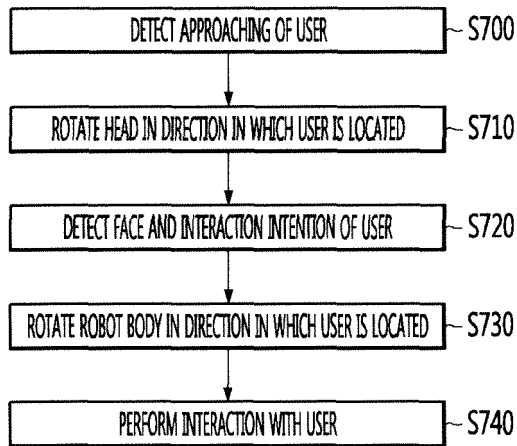 DETECT APPROACHING OF USER S700
ROTATE HEAD IN DIRECTION IN WHICH USER IS LOCATED S710
DETECT FACE AND INTERACTION INTENTION OF USER S720
ROTATE ROBOT BODY IN DIRECTION IN WHICH USER IS LOCATED S730
PERFORM INTERACTION WITH USER S740